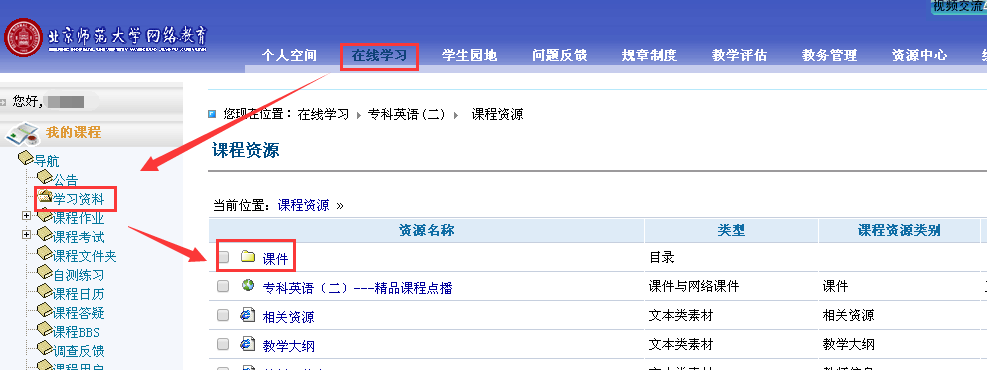 视频交流
北京师范大学网络教育
个人空间 在线学习 学生园地 问题反馈 规章制度 教学评估 教务管理 资源中心
您好,
我的课程
导航
公告
学习资料
课程作业
课程考试
课程文件夹
自测练习
课程日历
课程答疑
课程BBS
调查反馈
课程用户
您现在位置: 在线学习 专科英语(二) 课程资源
课程资源
当前位置: 课程资源 »
资源名称 类型 课程资源类别
课件 目录
专科英语(二)---精品课程点播 课件与网络课件 课件
相关资源 文本类素材 相关资源
教学大纲 文本类素材 教学大纲